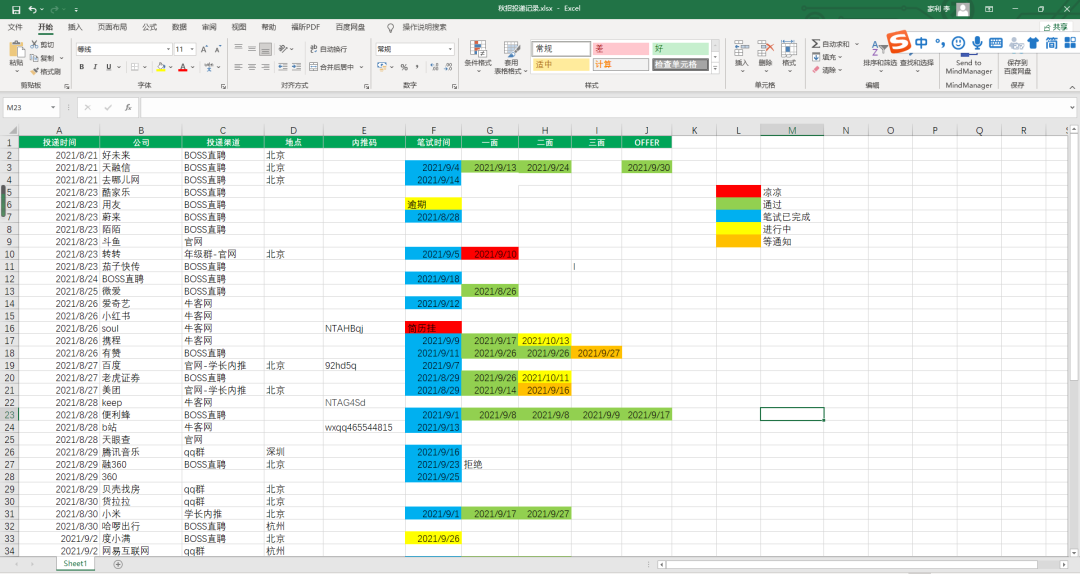 秋招投递记录.xlsx - Excel
家利 季
文件 开始 插入 页面布局 公式 数据 审阅 视图 帮助 福昕PDF 百度网盘 操作说明搜索 共享
粘贴 剪切 复制 格式刷 剪贴板
等线 11 B I U 字体
自动换行 合并后居中 对齐方式
常规 % 数字
条件格式 套用表格格式 常规 差 好 适中 计算 检查单元格 样式
插入 删除 格式 单元格
自动求和 填充 清除 排序和筛选 查找和选择 编辑
Send to MindManager MindManager
保存到百度网盘 保存
中 简
M23 fx
A B C D E F G H I J K L M N O P Q R S
1 投递时间 公司 投递渠道 地点 内推码 笔试时间 一面 二面 三面 OFFER
2 2021/8/21 好未来 BOSS直聘 北京
3 2021/8/21 天融信 BOSS直聘 北京 2021/9/4 2021/9/13 2021/9/24 2021/9/30
4 2021/8/21 去哪儿网 BOSS直聘 北京 2021/9/14
5 2021/8/23 酷家乐 BOSS直聘 凉凉
6 2021/8/23 用友 BOSS直聘 逾期 通过
7 2021/8/23 蔚来 BOSS直聘 2021/8/28 笔试已完成
8 2021/8/23 陌陌 BOSS直聘 进行中
9 2021/8/23 斗鱼 官网 等通知
10 2021/8/23 转转 年级群-官网 北京 2021/9/5 2021/9/10
11 2021/8/23 茄子快传 BOSS直聘
12 2021/8/24 BOSS直聘 BOSS直聘 2021/9/18
13 2021/8/25 微爱 BOSS直聘 2021/8/26
14 2021/8/26 爱奇艺 牛客网 2021/9/12
15 2021/8/26 小红书 牛客网
16 2021/8/26 soul 牛客网 NTAHBqj 简历挂
17 2021/8/26 携程 牛客网 2021/9/9 2021/9/17 2021/10/13
18 2021/8/26 有赞 BOSS直聘 2021/9/11 2021/9/26 2021/9/26 2021/9/27
19 2021/8/27 百度 官网-学长内推 北京 92hd5q 2021/9/7
20 2021/8/27 老虎证券 BOSS直聘 2021/8/29 2021/9/26 2021/10/11
21 2021/8/27 美团 官网-学长内推 北京 2021/8/29 2021/9/14 2021/9/16
22 2021/8/28 keep 牛客网 NTAG4Sd
23 2021/8/28 便利蜂 BOSS直聘 2021/9/1 2021/9/8 2021/9/8 2021/9/9 2021/9/17
24 2021/8/28 b站 牛客网 wxqq465544815 2021/9/13
25 2021/8/28 天眼查 官网
26 2021/8/29 腾讯音乐 qq群 深圳 2021/9/16
27 2021/8/29 融360 BOSS直聘 北京 2021/9/23 拒绝
28 2021/8/29 360 2021/9/25
29 2021/8/29 贝壳找房 qq群 北京
30 2021/8/30 货拉拉 qq群 北京
31 2021/8/30 小米 学长内推 北京 2021/9/1 2021/9/17 2021/9/27
32 2021/8/30 哈啰出行 BOSS直聘 杭州
33 2021/9/2 度小满 BOSS直聘 北京 2021/9/26
34 2021/9/2 网易互联网 qq群 杭州
Sheet1